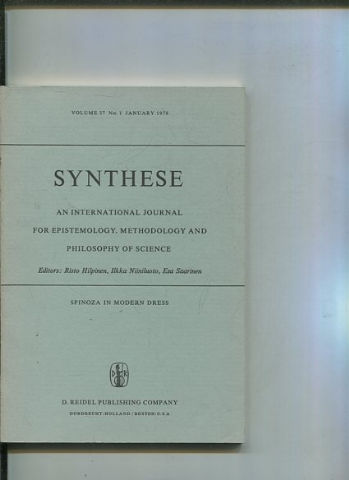 VOLUME 37 No. 1 JANUARY 1978
SYNTHESE
AN INTERNATIONAL JOURNAL
FOR EPISTEMOLOGY, METHODOLOGY AND
PHILOSOPHY OF SCIENCE
Editors: Risto Hilpinen, Ilkka Niiniluoto, Esa Saarinen
SPINOZA IN MODERN DRESS
D R
D. REIDEL PUBLISHING COMPANY
DORDRECHT-HOLLAND / BOSTON-U.S.A.